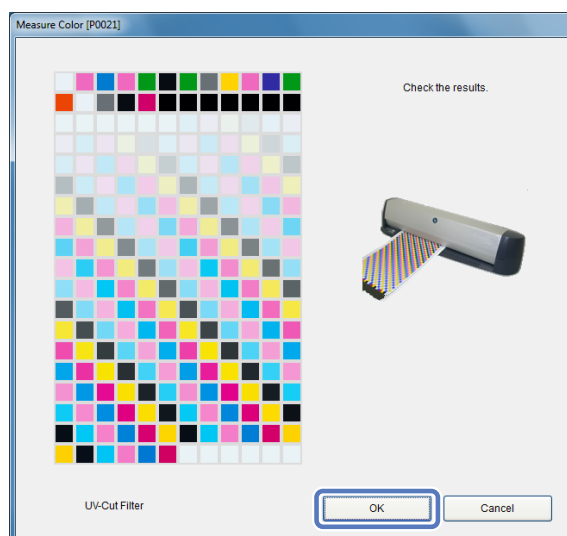 Measure Color [P0021]
Check the results.
UV-Cut Filter
OK
Cancel